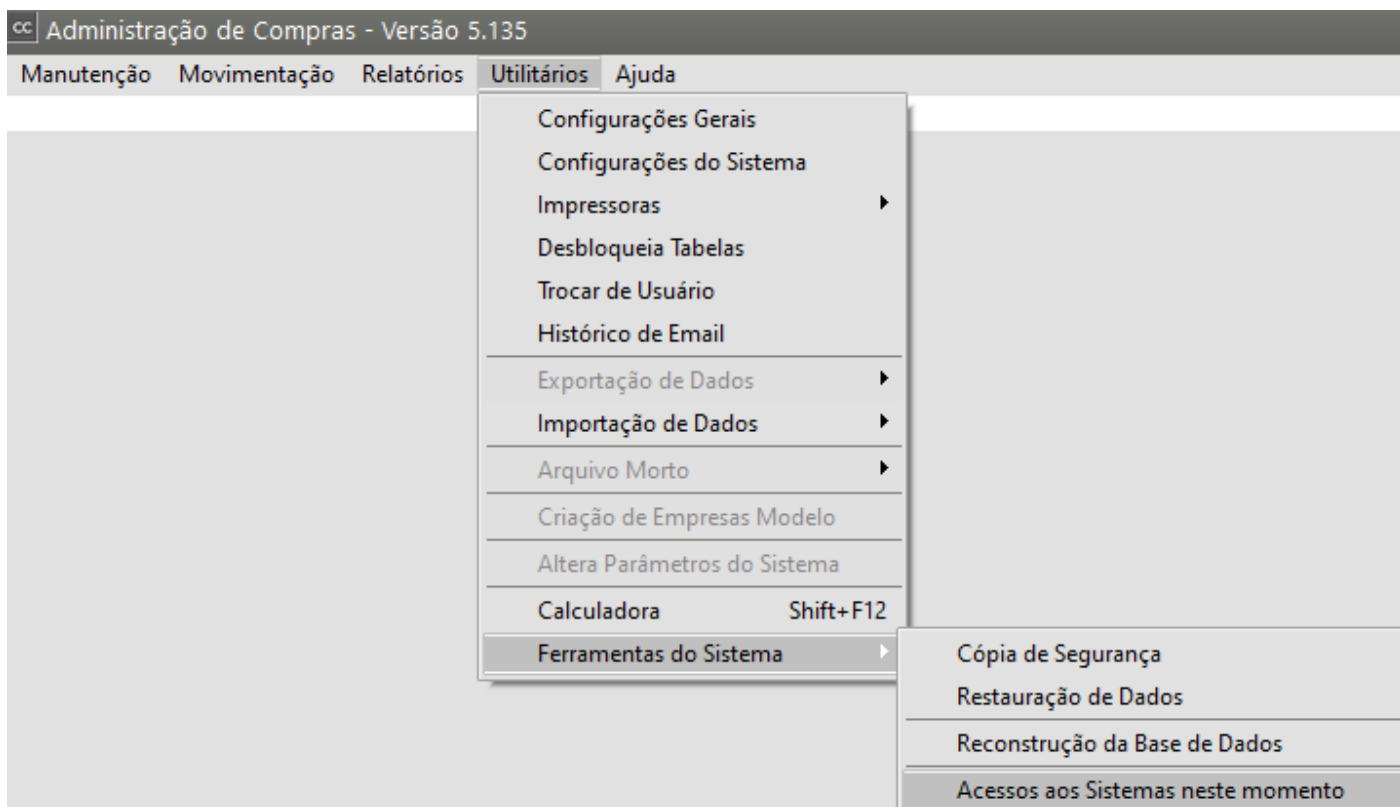 cc Administração de Compras - Versão 5.135
Manutenção Movimentação Relatórios Utilitários Ajuda
Configurações Gerais
Configurações do Sistema
Impressoras
Desbloqueia Tabelas
Trocar de Usuário
Histórico de Email
Exportação de Dados
Importação de Dados
Arquivo Morto
Criação de Empresas Modelo
Altera Parâmetros do Sistema
Calculadora Shift+F12
Ferramentas do Sistema
Cópia de Segurança
Restauração de Dados
Reconstrução da Base de Dados
Acessos aos Sistemas neste momento